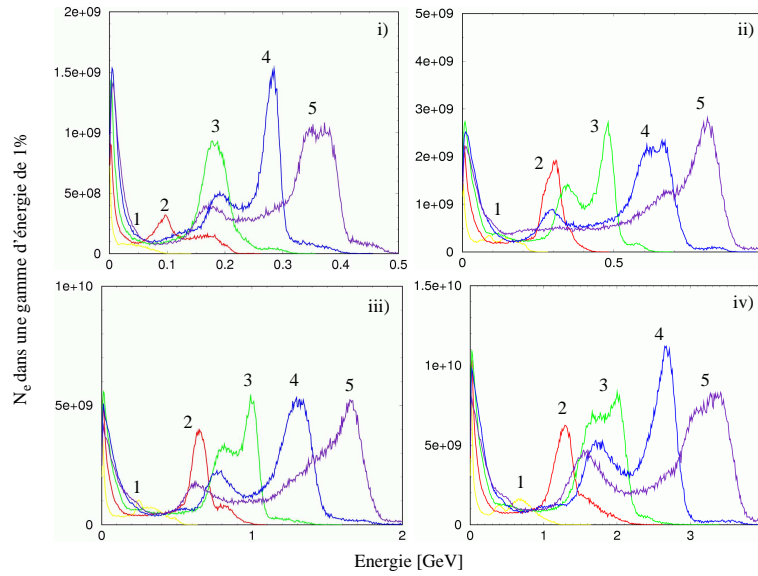 2e+09
1.5e+09
1e+09
5e+08
0
0 0.1 0.2 0.3 0.4 0.5
i)
1 2 3 4 5
5e+09
4e+09
3e+09
2e+09
1e+09
0
0.5
ii)
1 2 3 4 5
1e+10
5e+09
0
0 1 2
iii)
1 2 3 4 5
1.5e+10
1e+10
5e+09
0
0 1 2 3
iv)
1 2 3 4 5
N_e dans une gamme d'énergie de 1%
Energie [GeV]